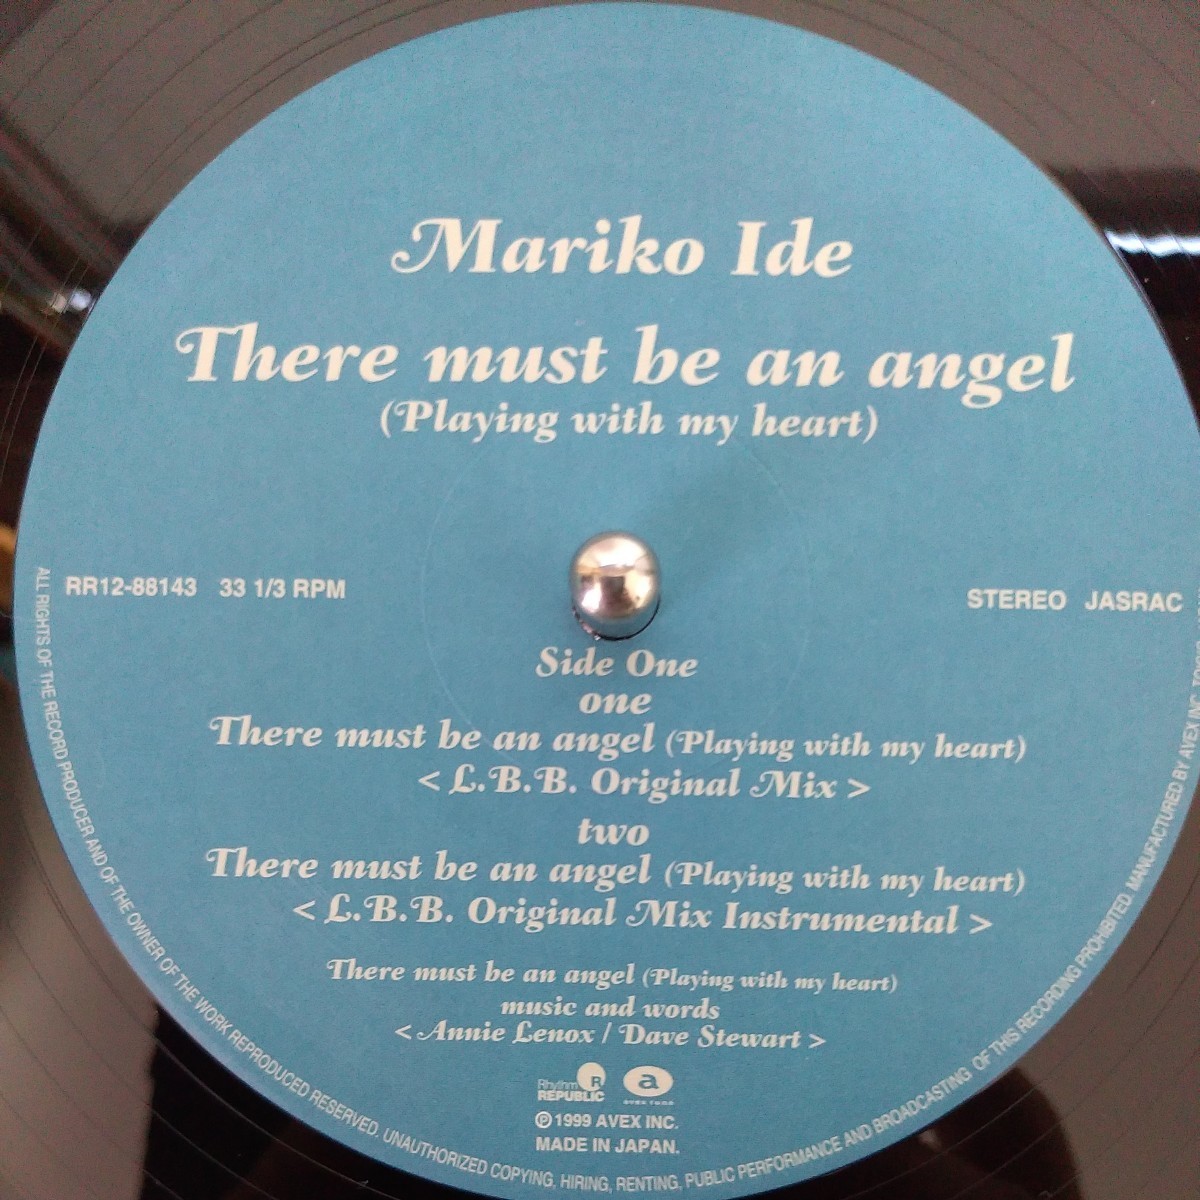 Mariko Ide
There must be an angel
(Playing with my heart)
RR12-88143 33 1/3 RPM
STEREO JASRAC
Side One
one
There must be an angel (Playing with my heart)
< L.B.B. Original Mix >
two
There must be an angel (Playing with my heart)
< L.B.B. Original Mix Instrumental >
There must be an angel (Playing with my heart)
music and words
< Annie Lenox / Dave Stewart >
Rhythm R
REPUBLIC
a
avex tune
℗1999 AVEX INC.
MADE IN JAPAN.
ALL RIGHTS OF THE RECORD PRODUCER AND OF THE OWNER OF THE WORK REPRODUCED RESERVED. UNAUTHORIZED COPYING, HIRING, RENTING, PUBLIC PERFORMANCE AND BROADCASTING OF THIS RECORDING PROHIBITED. MANUFACTURED BY AVEX INC.